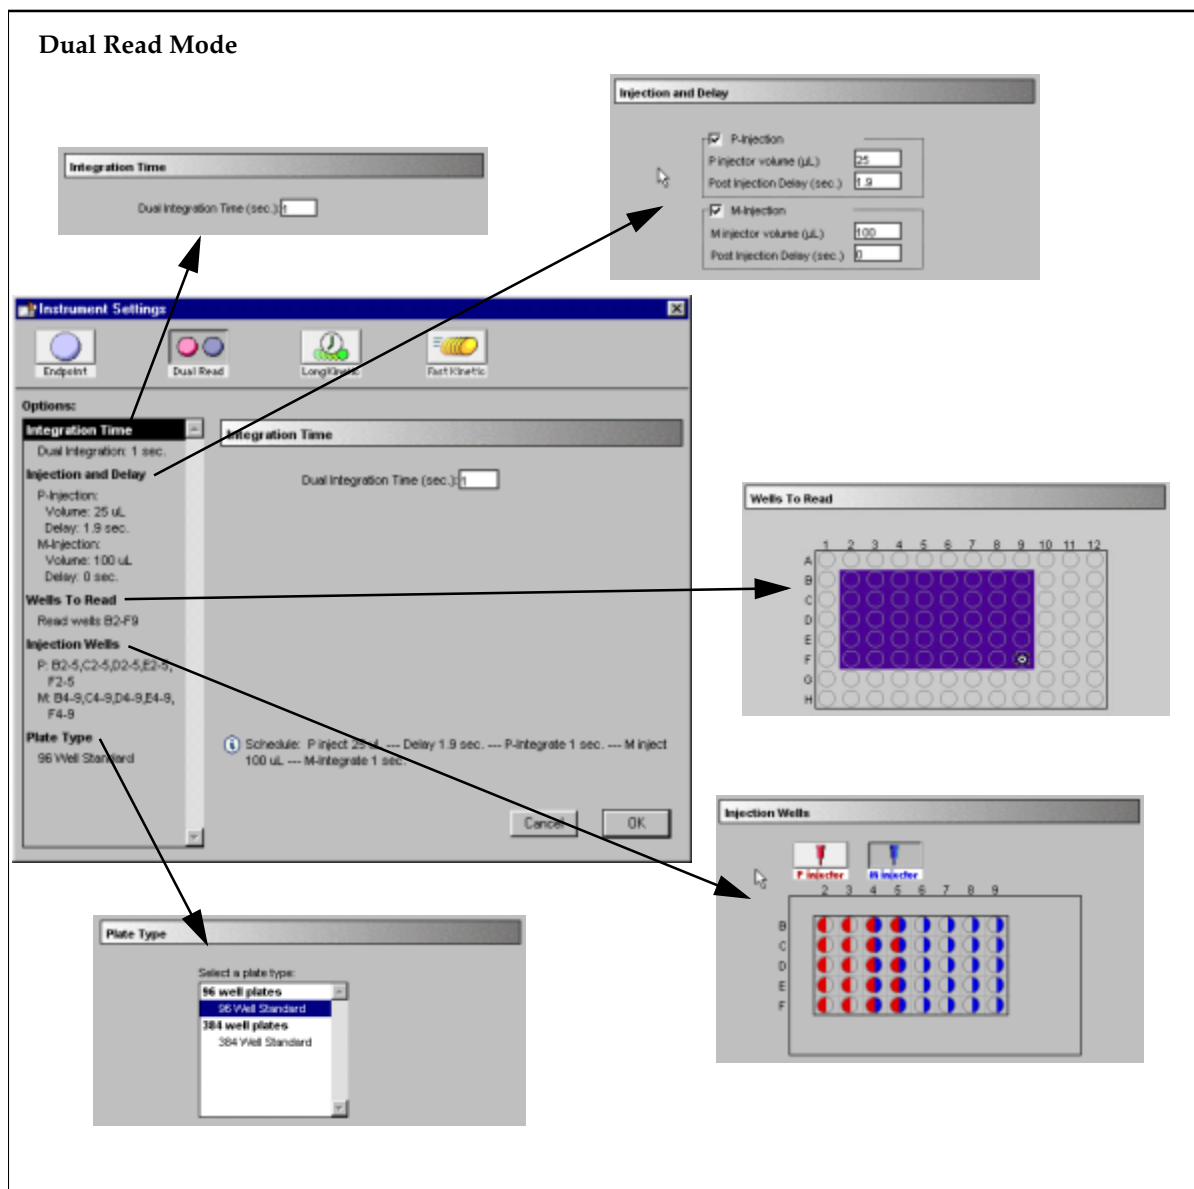 Dual Read Mode
Injection and Delay
P-Injection
P injector volume (µL) 25
Post Injection Delay (sec.) 1.9
M-Injection
M injector volume (µL) 100
Post Injection Delay (sec.) 0
Integration Time
Dual Integration Time (sec.): 1
Instrument Settings
Endpoint
Dual Read
Long Kinetic
Fast Kinetic
Options:
Integration Time
Dual Integration: 1 sec.
Injection and Delay
P-Injection:
Volume: 25 uL
Delay: 1.9 sec.
M-Injection:
Volume: 100 uL
Delay: 0 sec.
Wells To Read
Read wells B2-F9
Injection Wells
P: B2-5,C2-5,D2-5,E2-5,
F2-5
M: B4-9,C4-9,D4-9,E4-9,
F4-9
Plate Type
96 Well Standard
Integration Time
Dual Integration Time (sec.): 1
Schedule: P inject 25 uL --- Delay 1.9 sec. --- P-Integrate 1 sec. --- M inject
100 uL --- M-Integrate 1 sec.
Cancel OK
Wells To Read
1 2 3 4 5 6 7 8 9 10 11 12
A
B
C
D
E
F
G
H
Injection Wells
P injector M injector
2 3 4 5 6 7 8 9
B
C
D
E
F
Plate Type
Select a plate type:
96 well plates
96 Well Standard
384 well plates
384 Well Standard